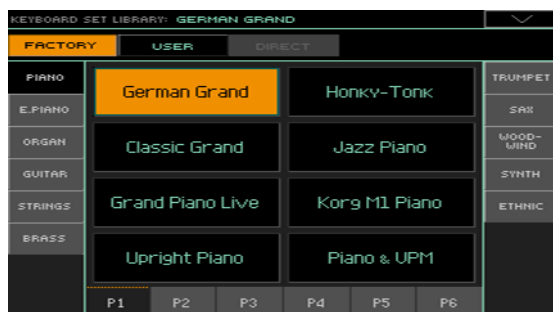 KEYBOARD SET LIBRARY: GERMAN GRAND
FACTORY USER DIRECT
PIANO
E.PIANO
ORGAN
GUITAR
STRINGS
BRASS
German Grand Honky-Tonk
Classic Grand Jazz Piano
Grand Piano Live Korg M1 Piano
Upright Piano Piano & UPM
TRUMPET
SAX
WOOD-
WIND
SYNTH
ETHNIC
P1 P2 P3 P4 P5 P6